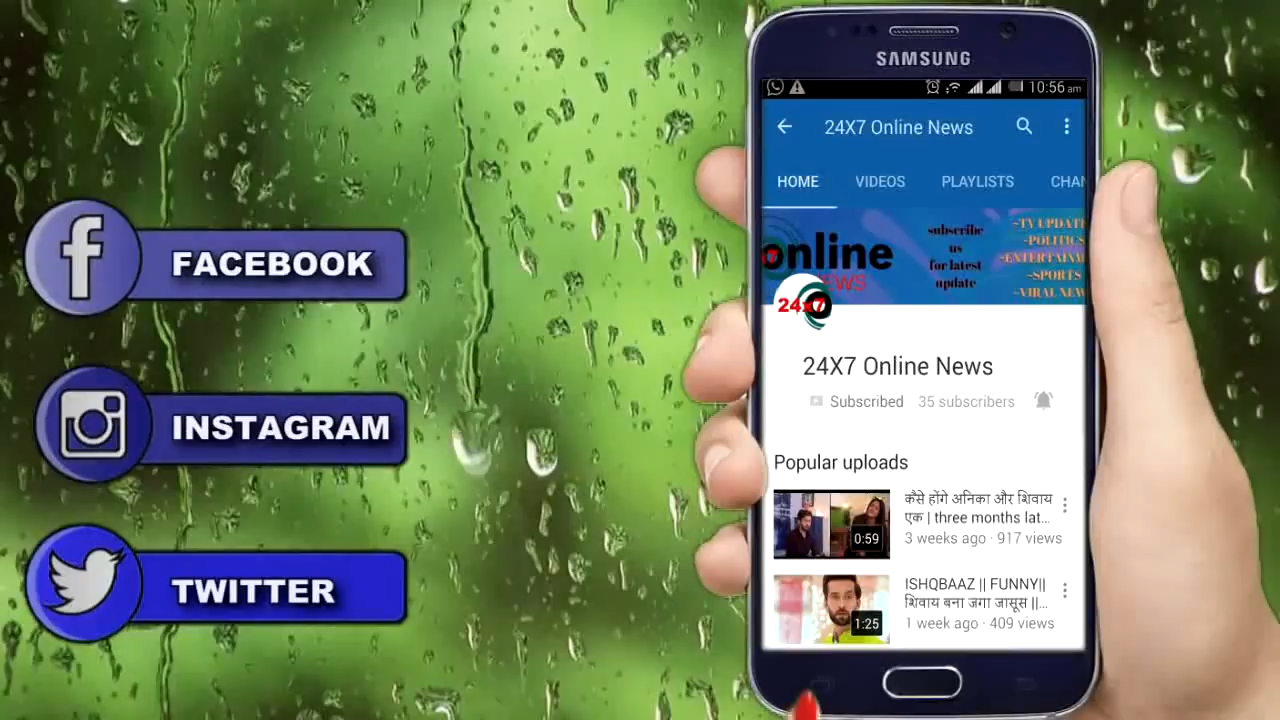 FACEBOOK
INSTAGRAM
TWITTER
SAMSUNG
10:56 am
24X7 Online News
HOME VIDEOS PLAYLISTS CHAN
online
NEWS
24x7
subscribe
us
for latest
update
~TV UPDATE
~POLITICS
~ENTERTAINME
~SPORTS
~VIRAL NEWS
24X7 Online News
Subscribed 35 subscribers
Popular uploads
0:59
कैसे होंगे अनिका और शिवाय
एक | three months lat...
3 weeks ago · 917 views
1:25
ISHQBAAZ || FUNNY||
शिवाय बना जगा जासूस ||...
1 week ago · 409 views